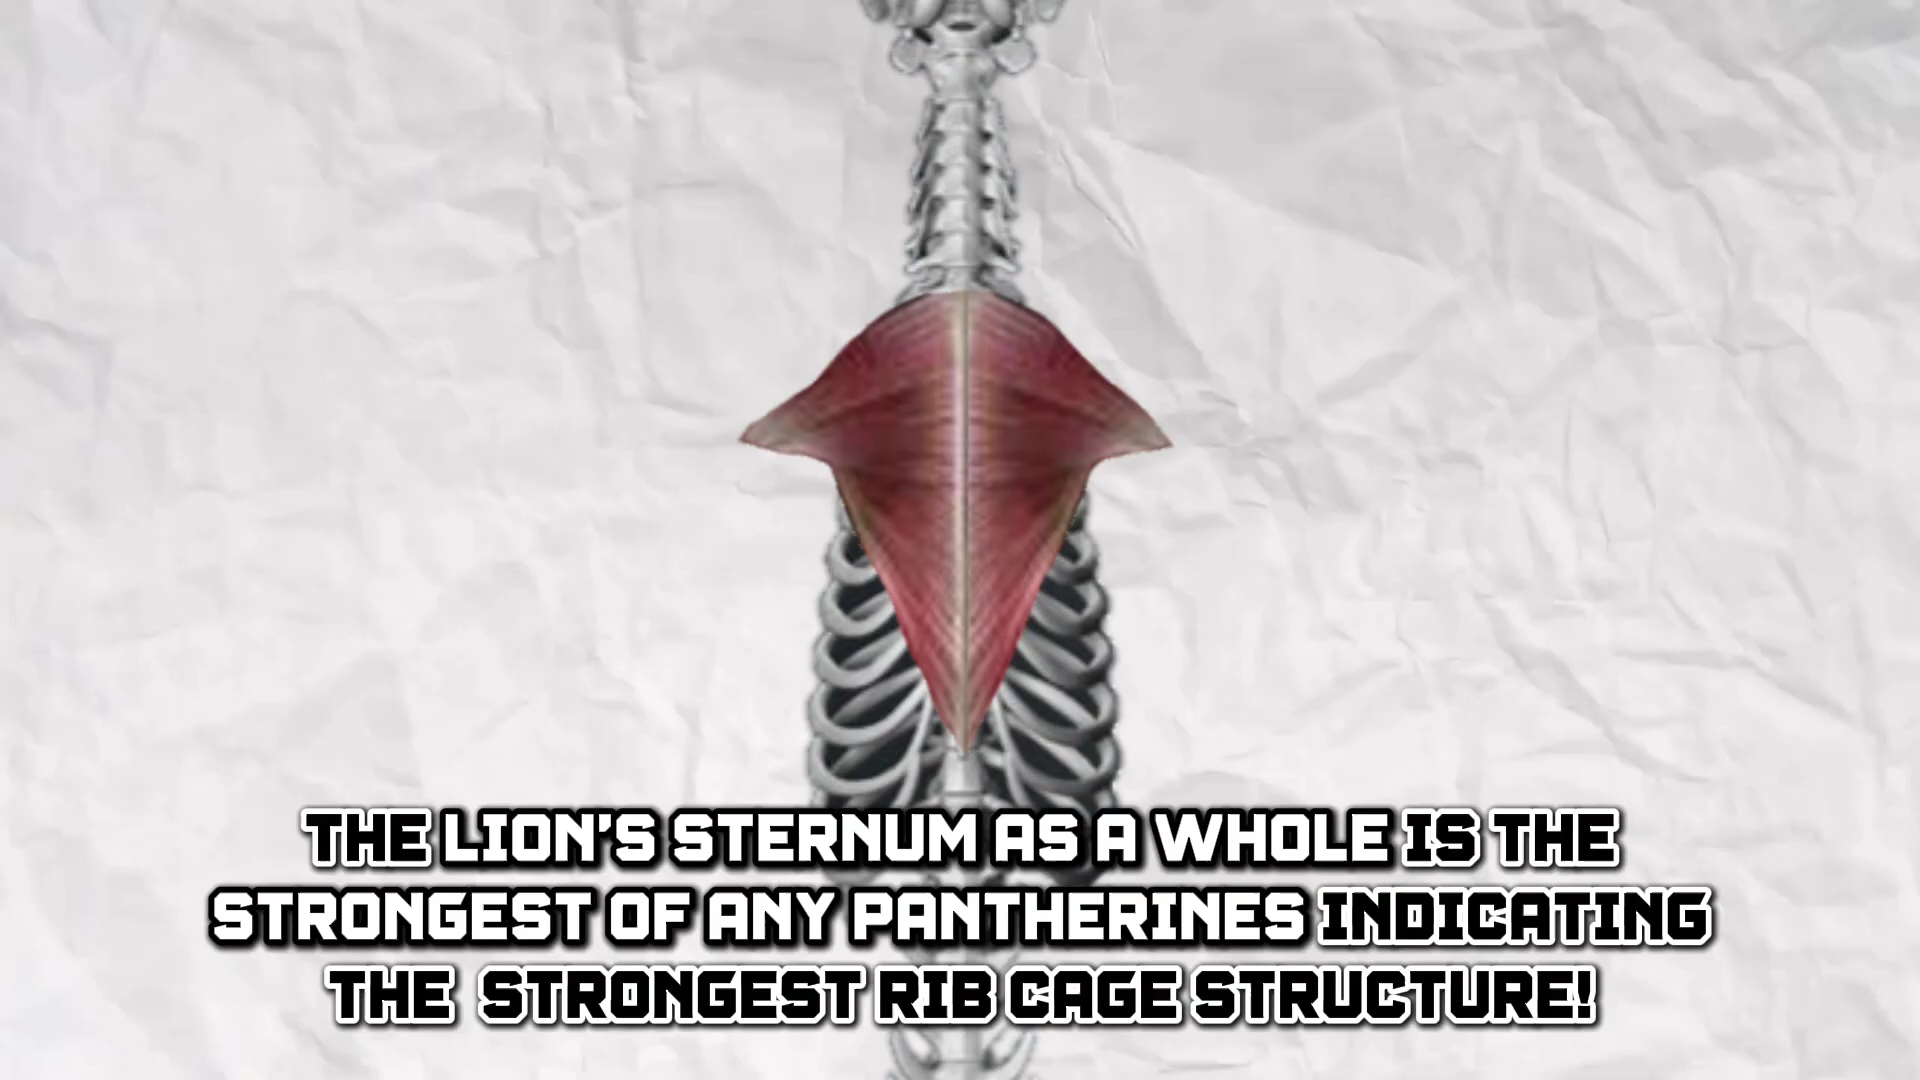 THE LION'S STERNUM AS A WHOLE IS THE
STRONGEST OF ANY PANTHERINES INDICATING
THE STRONGEST RIB CAGE STRUCTURE!